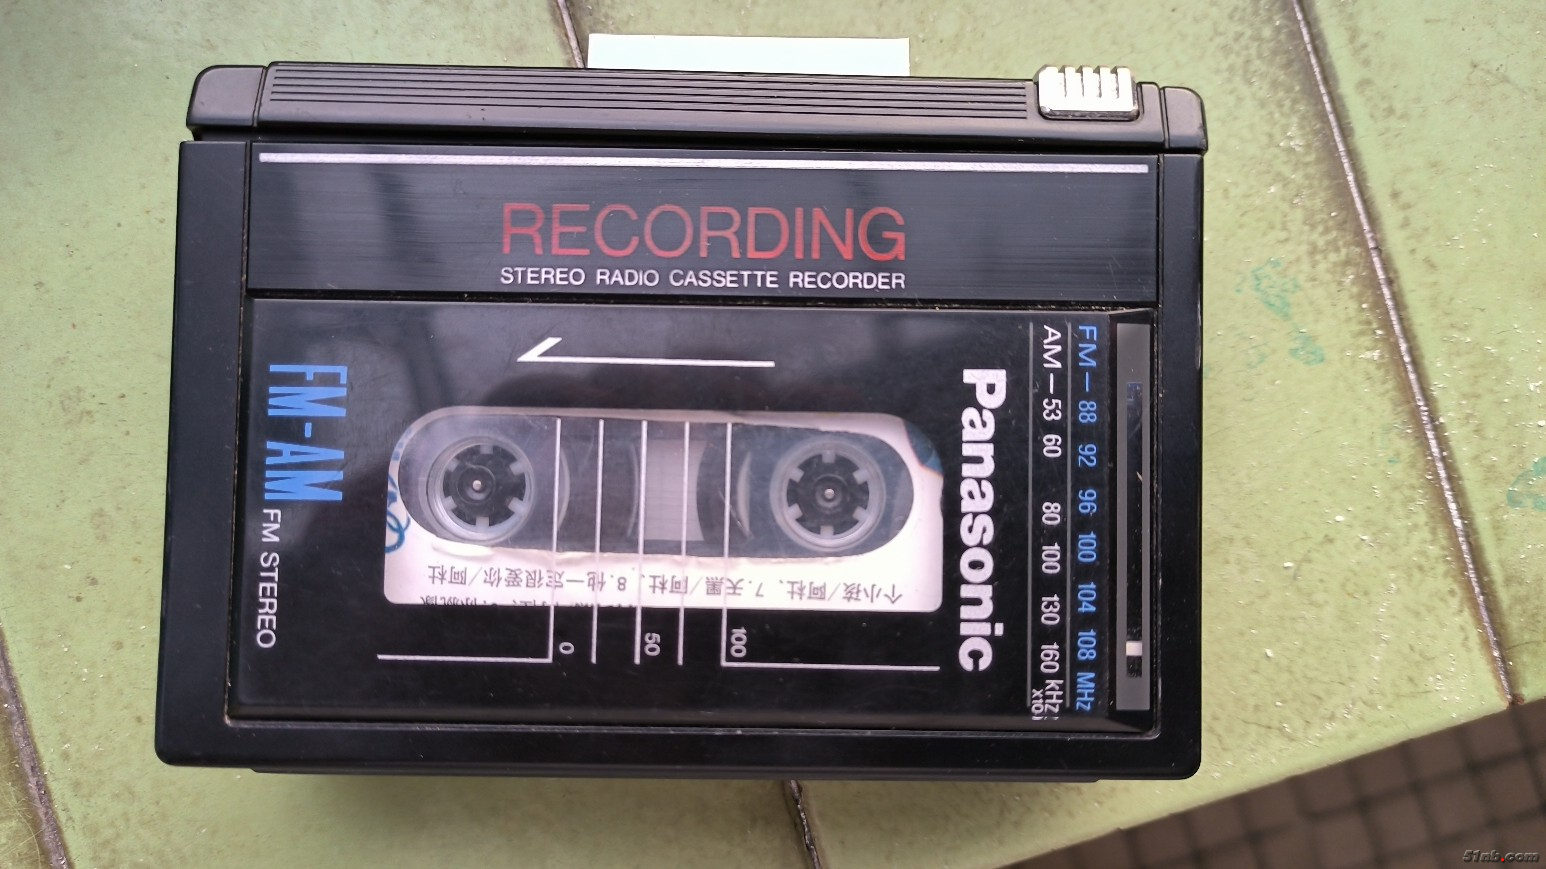 RECORDING
STEREO RADIO CASSETTE RECORDER
FM-AM
FM STEREO
Panasonic
AM-53 60 80 100 130 160 kHz
X10
FM-88 92 96 100 104 108 MHz
个小孩/阿杜、7.天黑/阿杜、8.他一定很爱你/阿杜
0 50 100
51nb.com